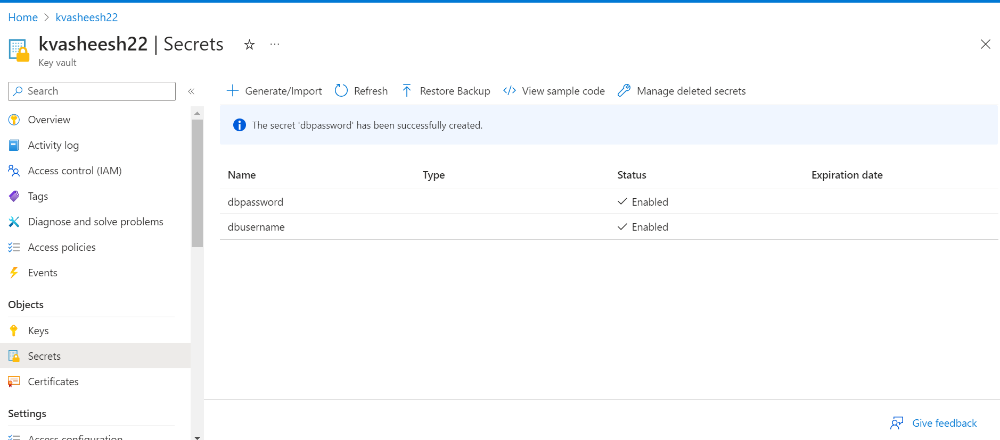 Home > kvasheesh22
kvasheesh22 | Secrets ...
Key vault
Search
«
Generate/Import Refresh Restore Backup View sample code Manage deleted secrets
Overview
Activity log
Access control (IAM)
Tags
Diagnose and solve problems
Access policies
Events
Objects
Keys
Secrets
Certificates
Settings
Access configuration
The secret 'dbpassword' has been successfully created.
Name Type Status Expiration date
dbpassword Enabled
dbusername Enabled
Give feedback